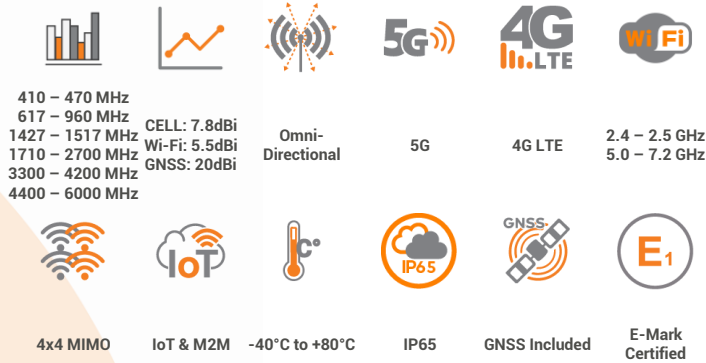 5G
4G
LTE
Wi Fi
410 – 470 MHz
617 – 960 MHz
1427 – 1517 MHz
1710 – 2700 MHz
3300 – 4200 MHz
4400 – 6000 MHz
CELL: 7.8dBi
Wi-Fi: 5.5dBi
GNSS: 20dBi
Omni-
Directional
5G
4G LTE
2.4 – 2.5 GHz
5.0 – 7.2 GHz
IoT
C°
IP65
GNSS
E1
4x4 MIMO
IoT & M2M
-40°C to +80°C
IP65
GNSS Included
E-Mark
Certified